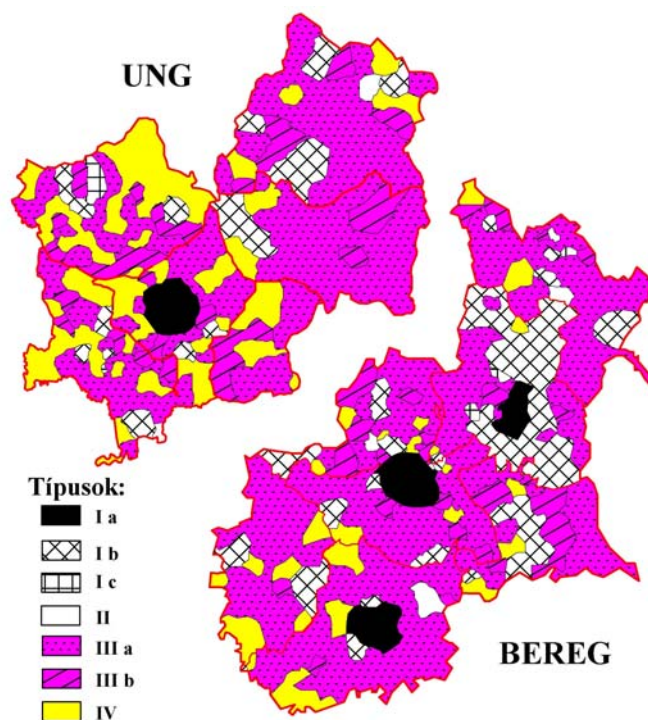 UNG
Típusok:
I a
I b
I c
II
III a
III b
IV
BEREG